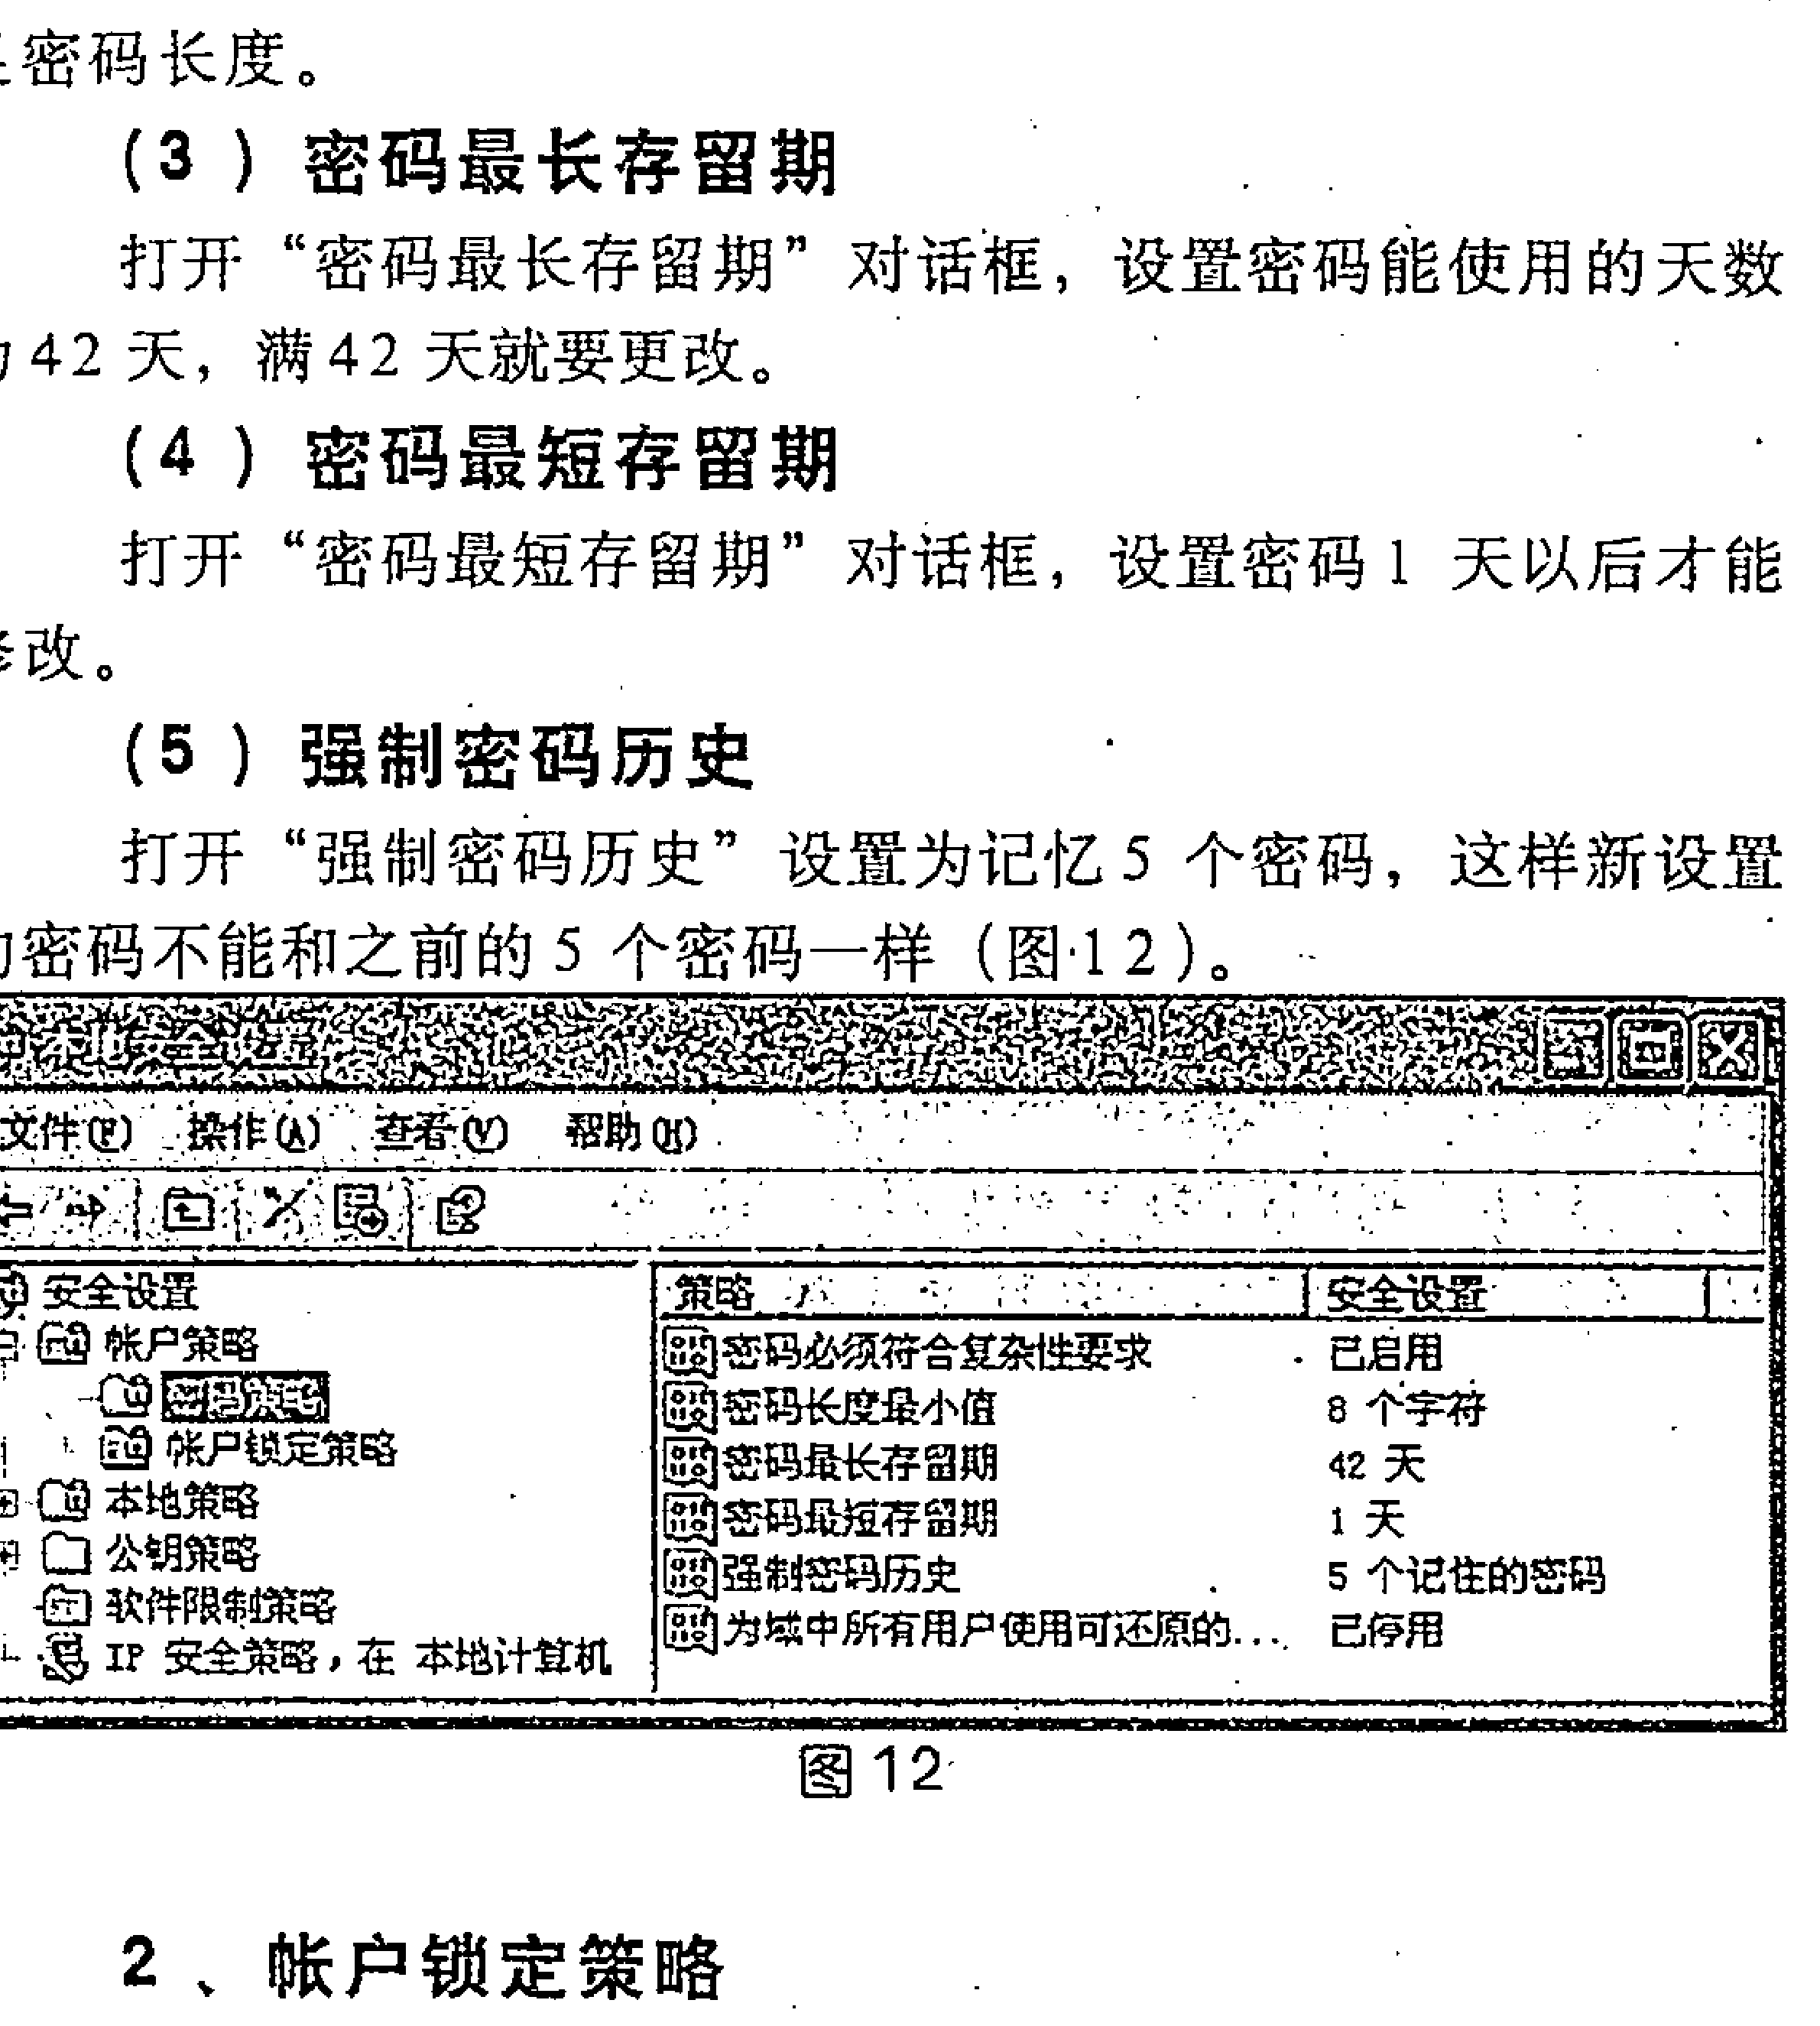 密码长度。
(3) 密码最长存留期
打开“密码最长存留期”对话框，设置密码能使用的天数
42 天，满42 天就要更改。
(4) 密码最短存留期
打开“密码最短存留期”对话框，设置密码1 天以后才能
修改。
(5) 强制密码历史
打开“强制密码历史”设置为记忆5 个密码，这样新设置
的密码不能和之前的5 个密码一样（图12）。
本地安全设置
文件(F) 操作(A) 查看(V) 帮助(H)
安全设置
帐户策略
密码策略
帐户锁定策略
本地策略
公钥策略
软件限制策略
IP 安全策略，在 本地计算机
策略 安全设置
密码必须符合复杂性要求 已启用
密码长度最小值 8 个字符
密码最长存留期 42 天
密码最短存留期 1 天
强制密码历史 5 个记住的密码
为域中所有用户使用可还原的... 已停用
图12
2、帐户锁定策略